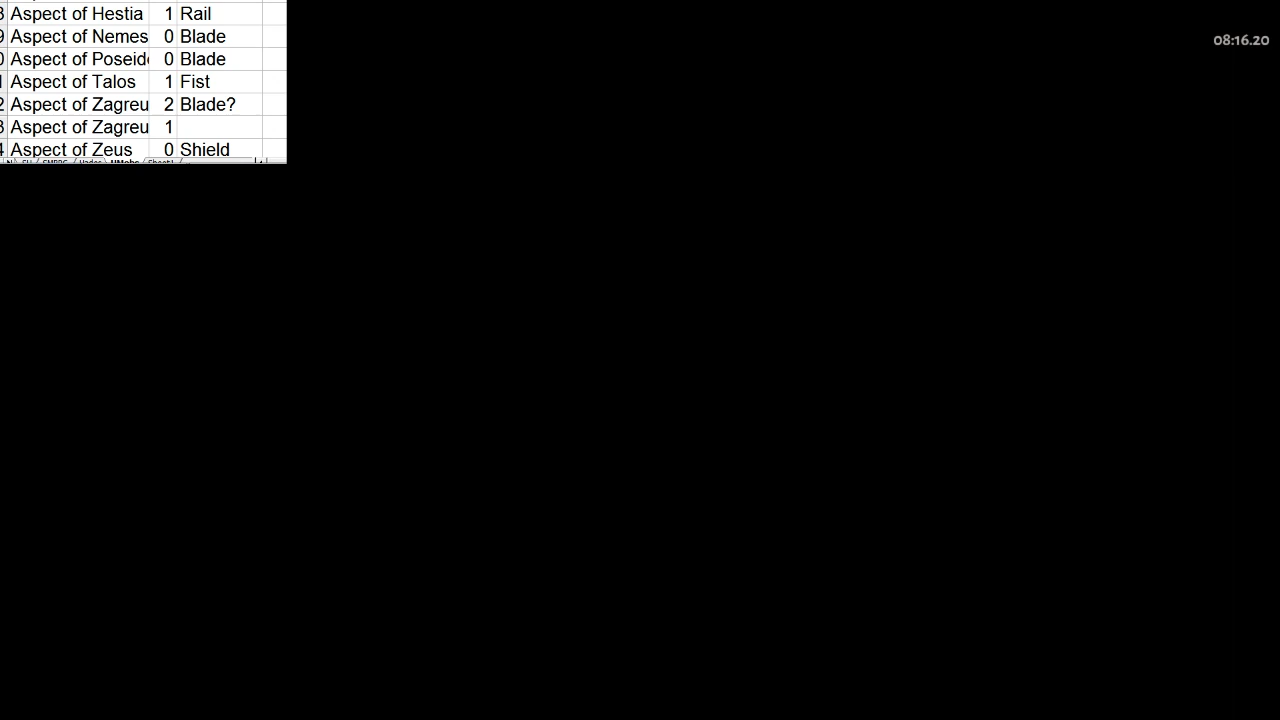 Aspect of Hestia 1 Rail
08:16.20
Aspect of Nemes 0 Blade
Aspect of Poseid 0 Blade
Aspect of Talos 1 Fist
Aspect of Zagreu 2 Blade?
Aspect of Zagreu 1
Aspect of Zeus 0 Shield